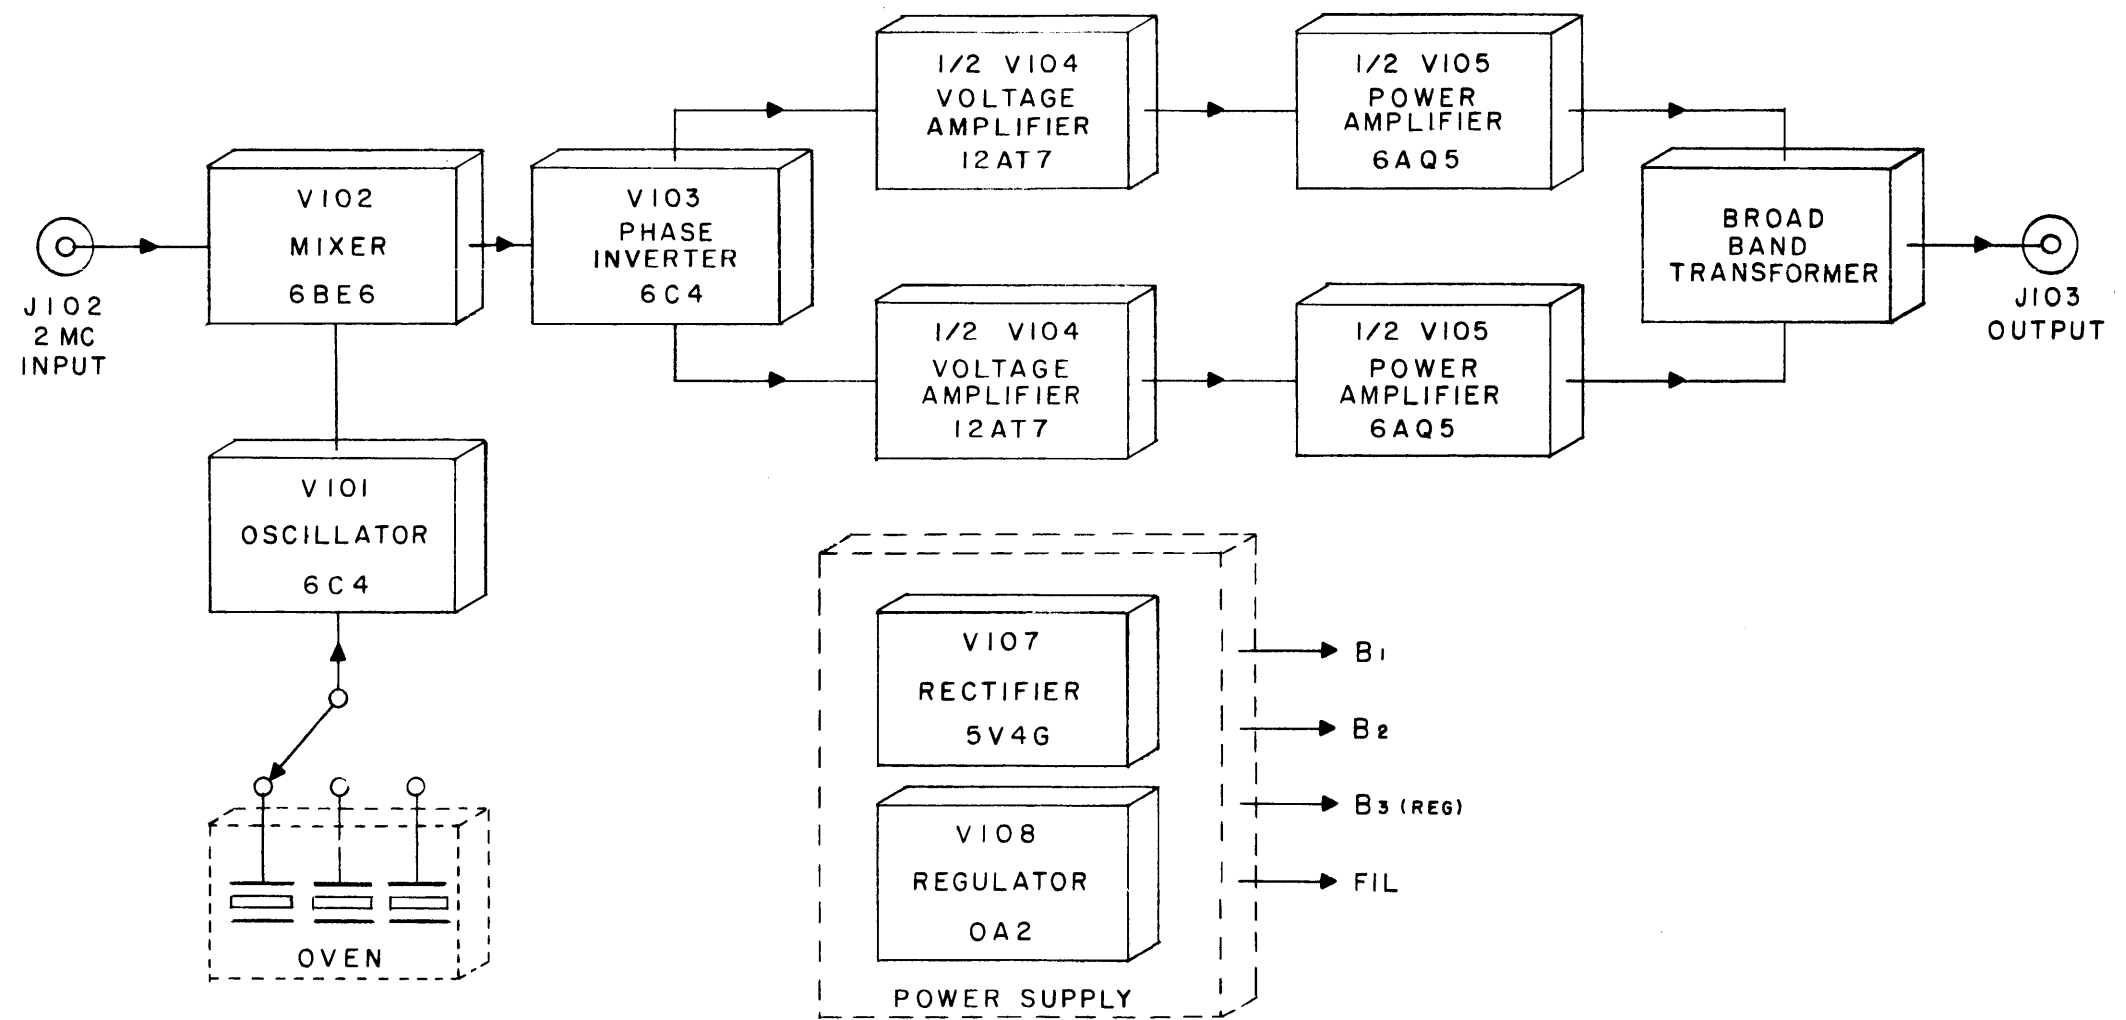 J102
2 MC
INPUT
V102
MIXER
6BE6
V103
PHASE
INVERTER
6C4
1/2 V104
VOLTAGE
AMPLIFIER
12AT7
1/2 V105
POWER
AMPLIFIER
6AQ5
1/2 V104
VOLTAGE
AMPLIFIER
12AT7
1/2 V105
POWER
AMPLIFIER
6AQ5
BROAD
BAND
TRANSFORMER
J103
OUTPUT
V101
OSCILLATOR
6C4
OVEN
V107
RECTIFIER
5V4G
V108
REGULATOR
OA2
POWER SUPPLY
B1
B2
B3 (REG)
FIL